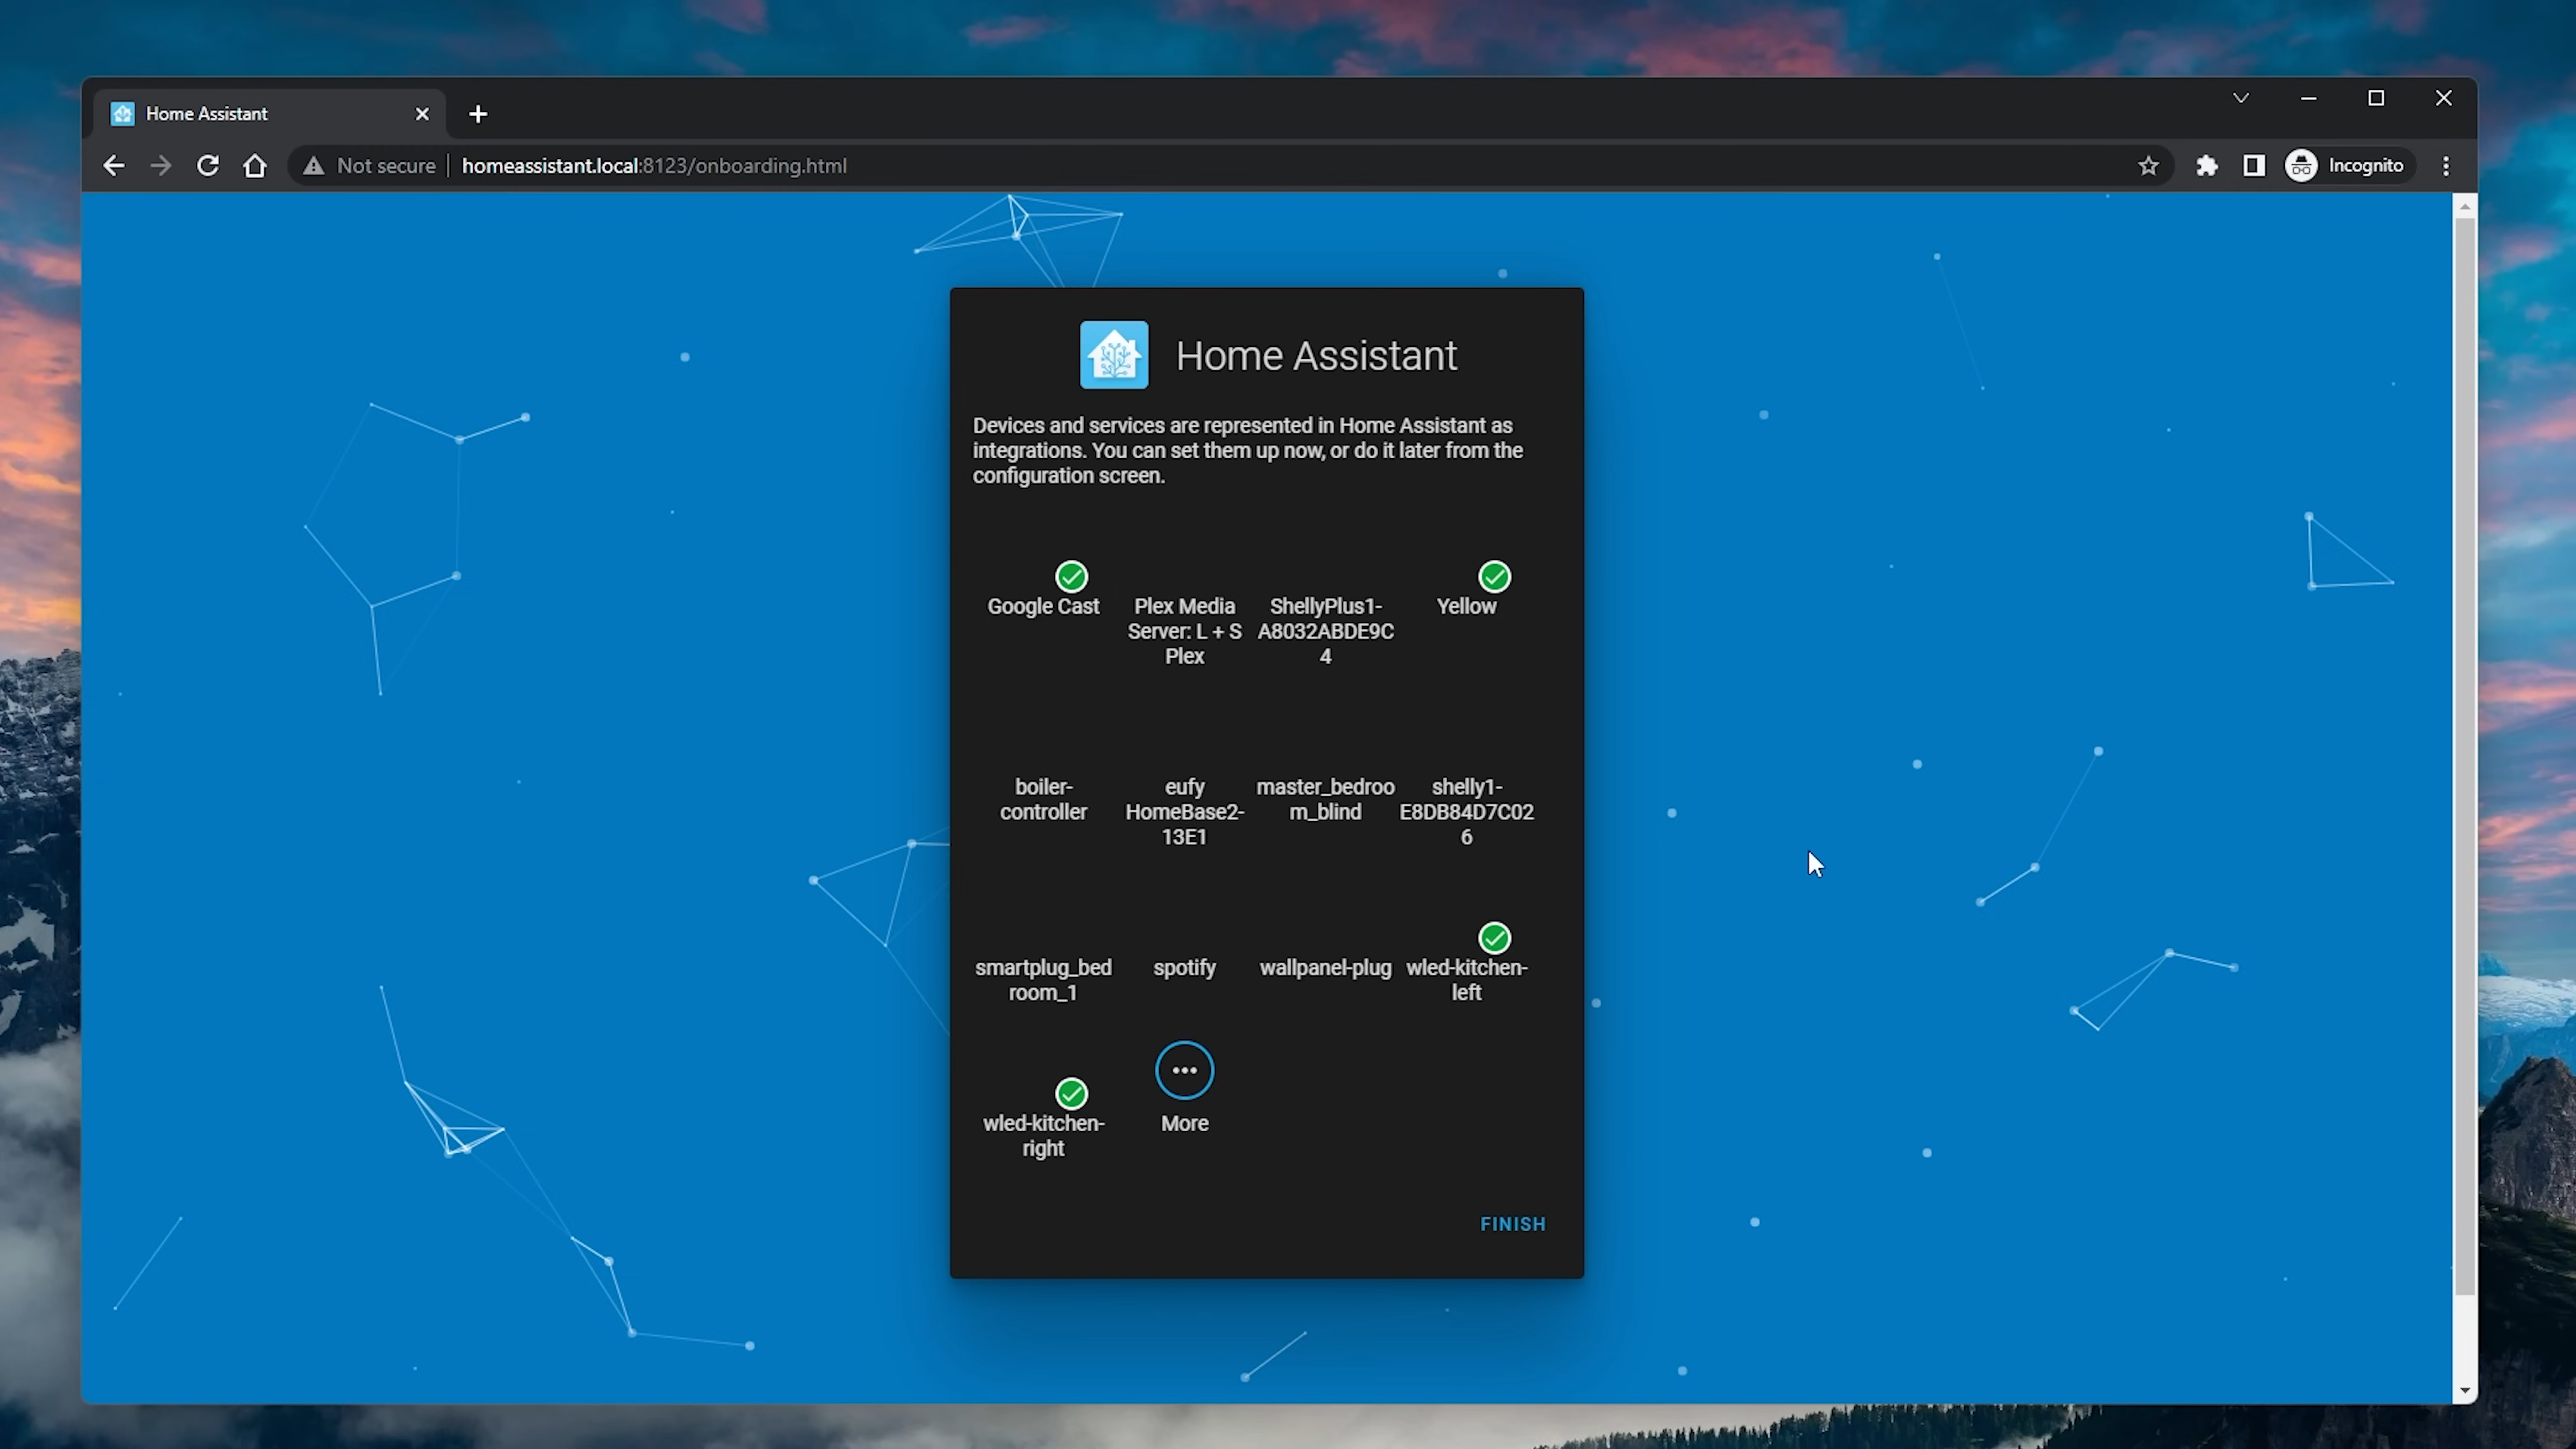 Home Assistant
Not secure
homeassistant.local:8123/onboarding.html
Incognito
Home Assistant
Devices and services are represented in Home Assistant as
integrations. You can set them up now, or do it later from the
configuration screen.
Google Cast
Plex Media
Server: L + S
Plex
ShellyPlus1-
A8032ABDE9C
4
Yellow
boiler-
controller
eufy
HomeBase2-
13E1
master_bedroo
m_blind
shelly1-
E8DB84D7C02
6
smartplug_bed
room_1
spotify
wallpanel-plug
wled-kitchen-
left
wled-kitchen-
right
More
FINISH